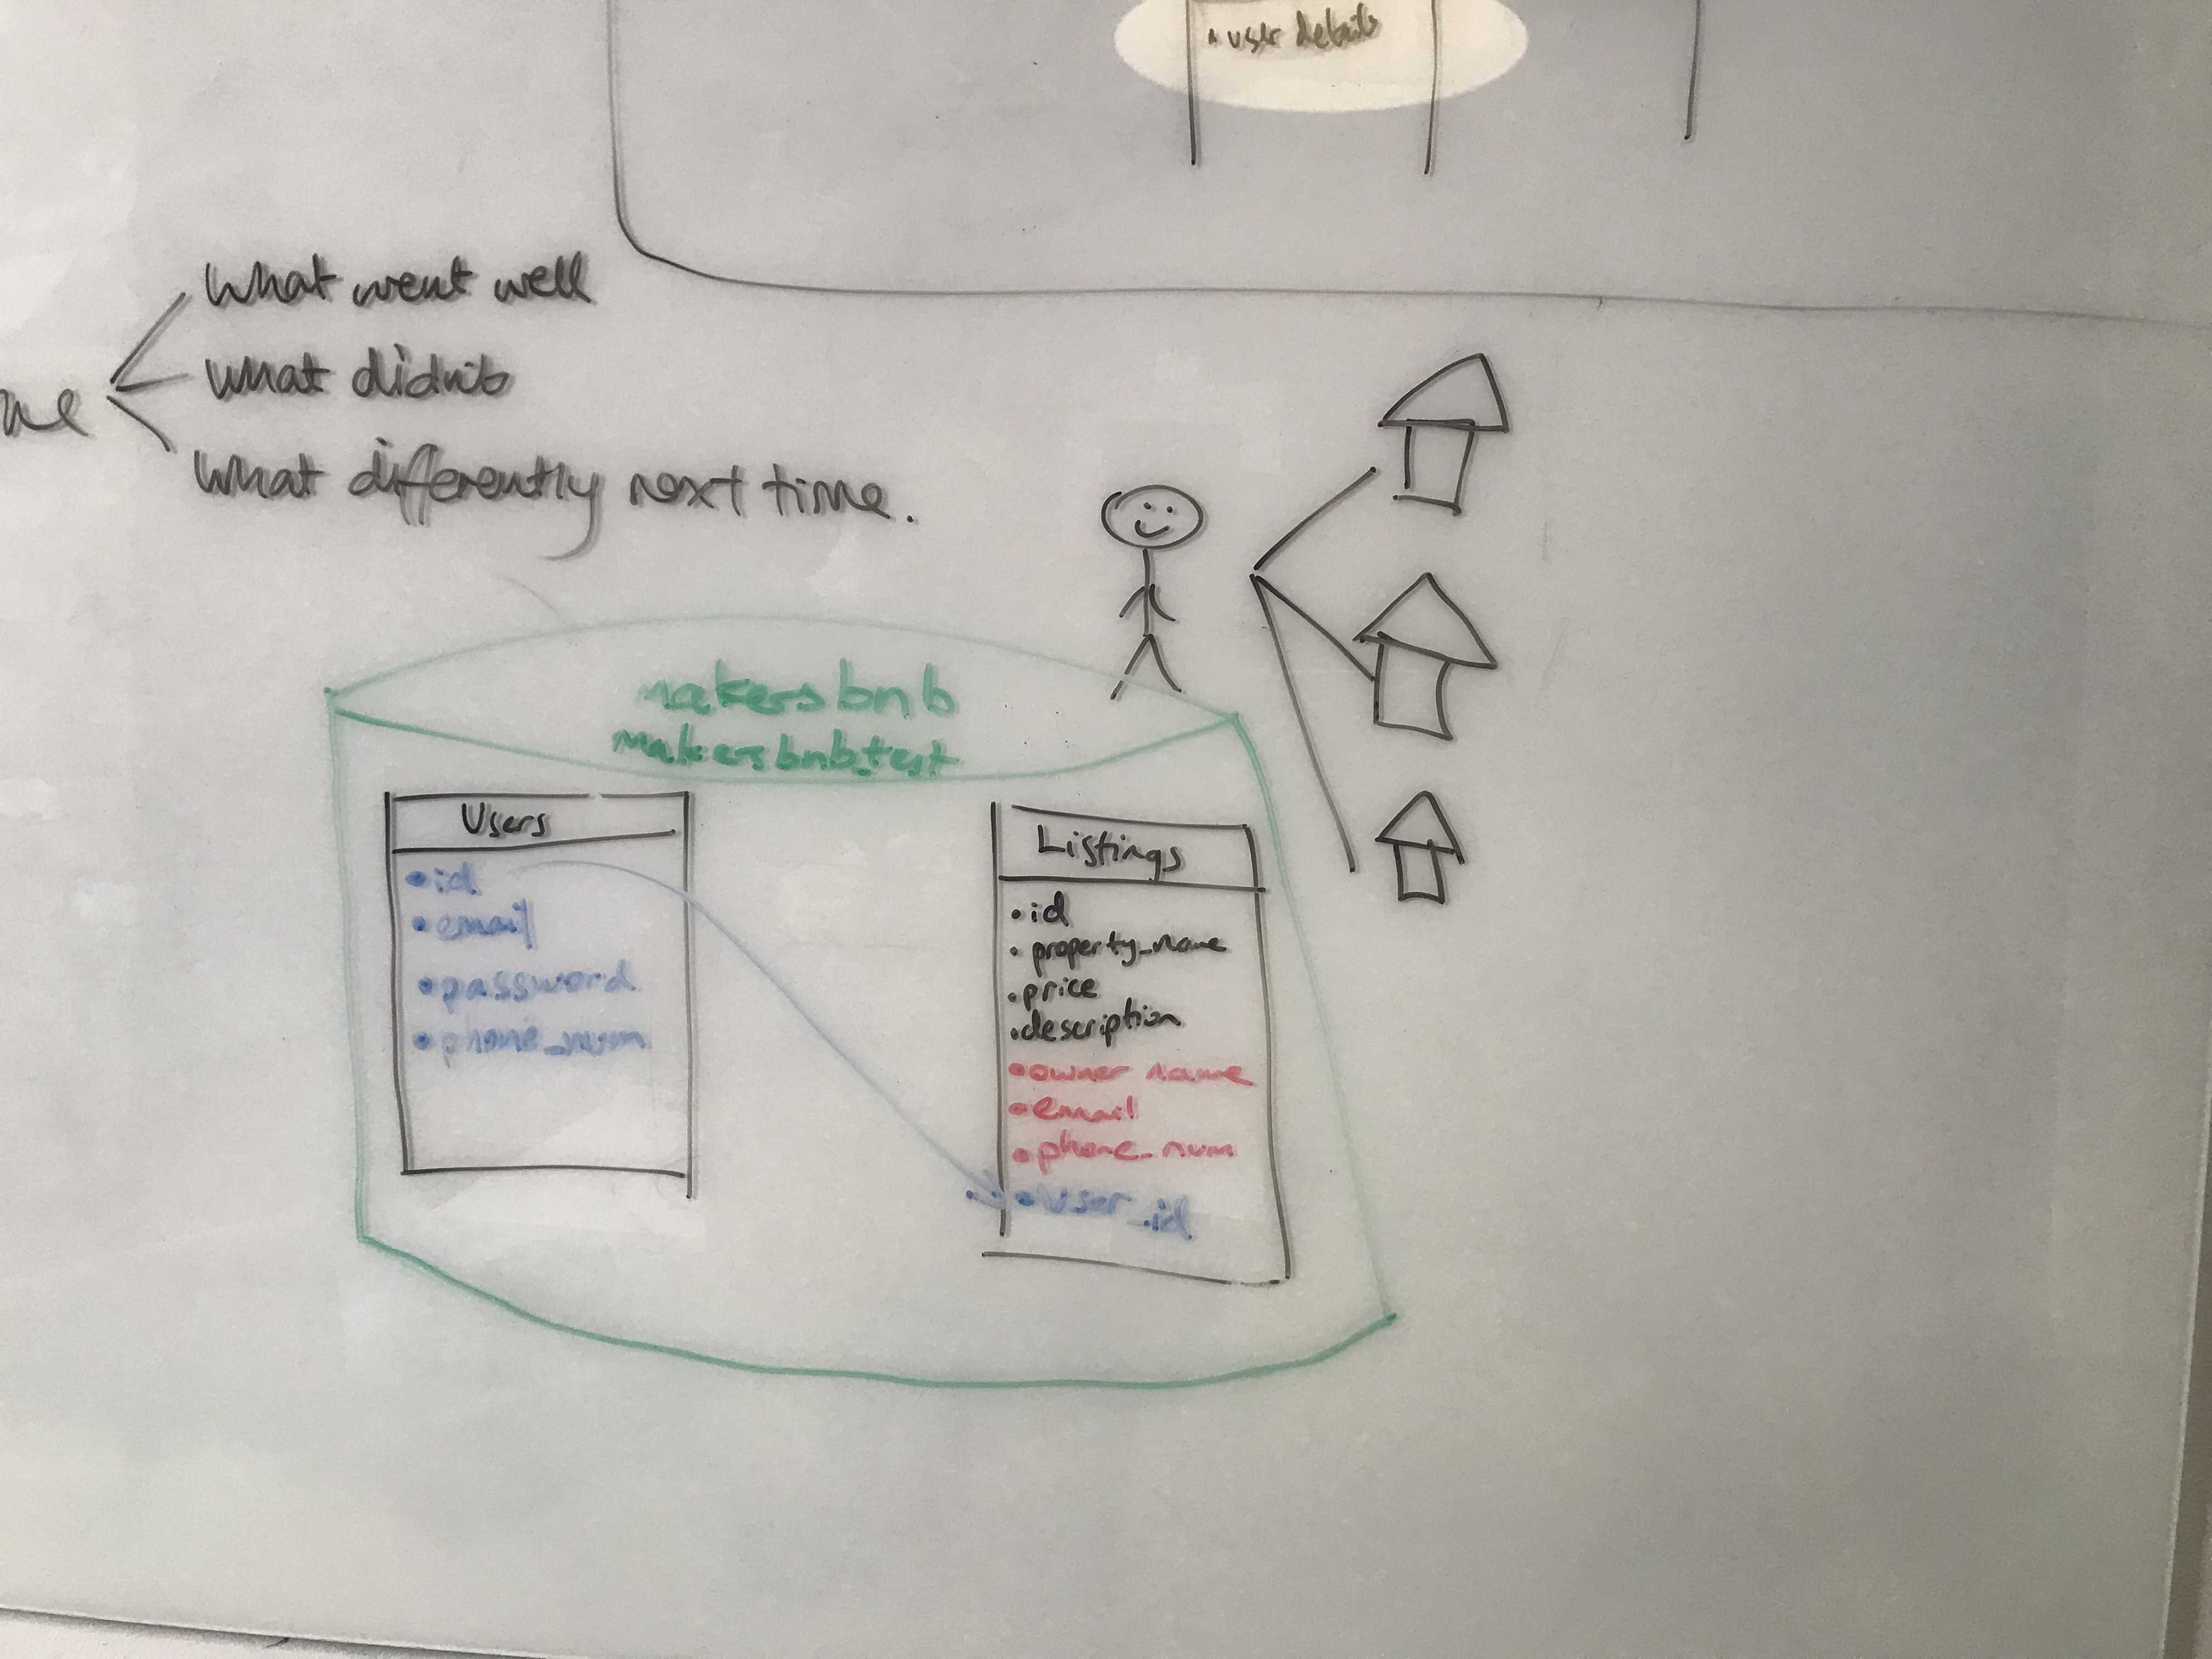 • user details
What went well
What didn't
What differently next time.
makersbnb
makersbnb_test
Users
• id
• email
• password
• phone_num
Listings
• id
• property_name
• price
• description
• owner name
• email
• phone_num
• user_id